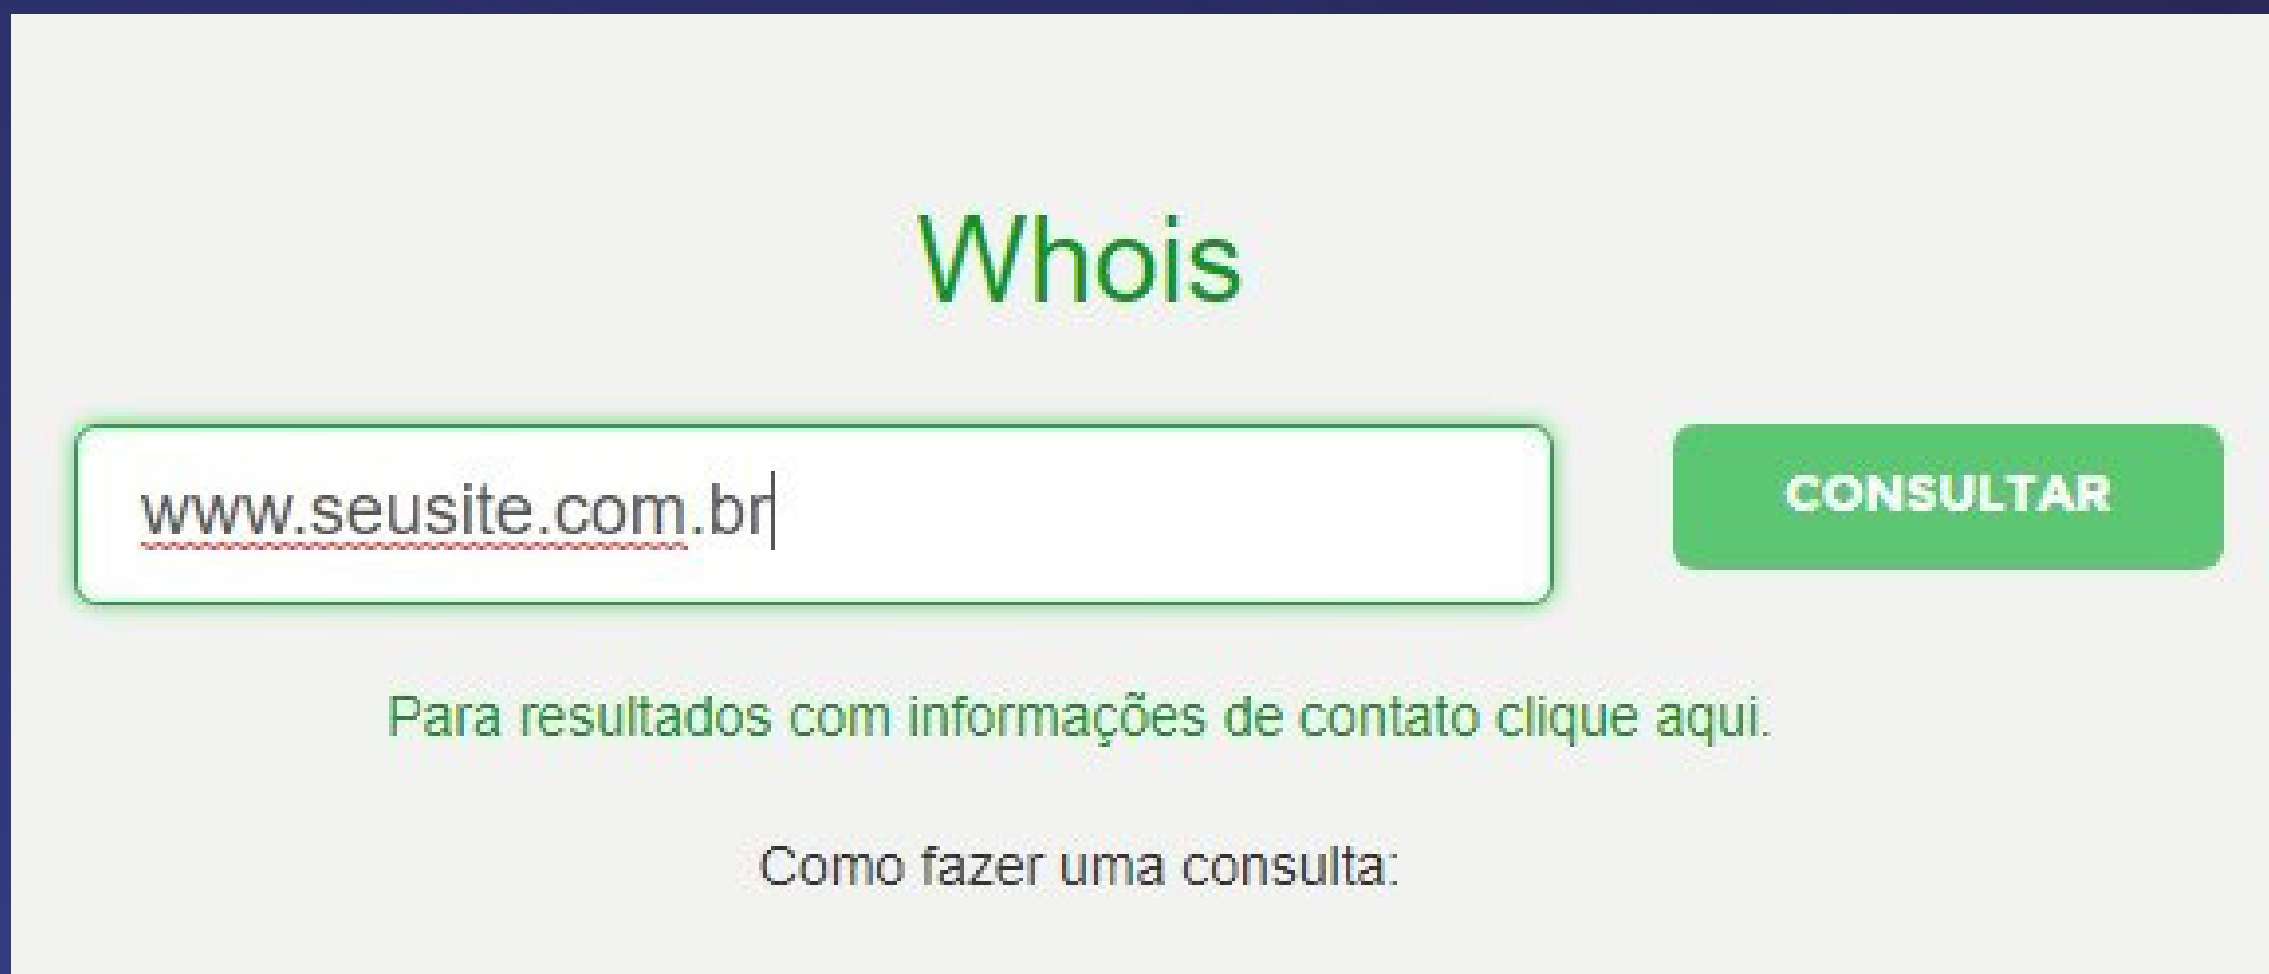 Whois
www.seusite.com.br
CONSULTAR
Para resultados com informações de contato clique aqui.
Como fazer uma consulta: